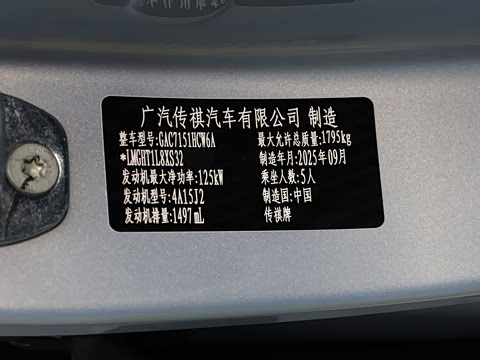 广汽传祺汽车有限公司 制造
整车型号:GAC7151HCW6A 最大允许总质量:1795kg
*LMGHT1L8XS32 制造年月:2025年09月
发动机最大净功率:125kW 乘坐人数:5人
发动机型号:4A15J2 制造国:中国
发动机排量:1497mL 传祺牌